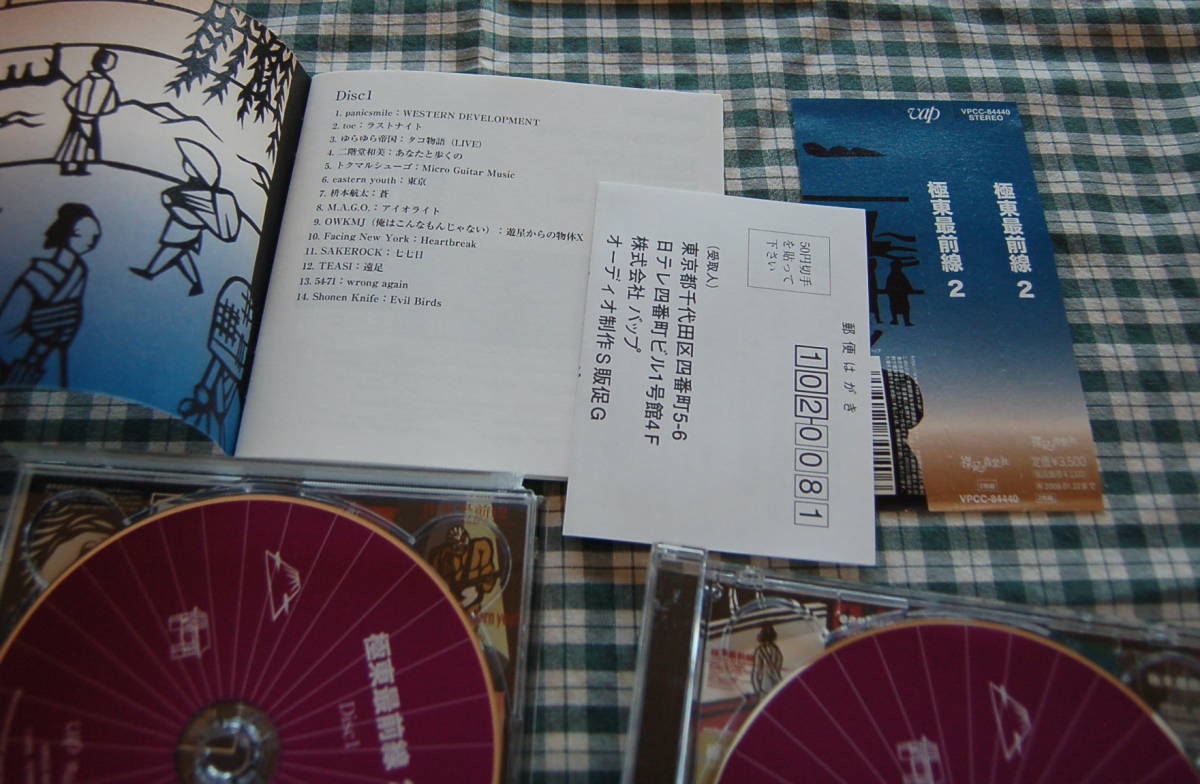 Disc1
1. panicsmile：WESTERN DEVELOPMENT
2. toe：ラストナイト
3. ゆらゆら帝国：タコ物語（LIVE）
4. 二階堂和美：あなたと歩くの
5. トクマルシューゴ：Micro Guitar Music
6. eastern youth：東京
7. 枡本航太：蒼
8. M.A.G.O.：アイオライト
9. OWKMJ（俺はこんなもんじゃない）：遊星からの物体X
10. Facing New York：Heartbreak
11. SAKEROCK：七七日
12. TEASI：遠足
13. 54-71：wrong again
14. Shonen Knife：Evil Birds
50円切手
を貼って
下さい
郵便はがき
1020081
（受取人）
東京都千代田区四番町5-6
日テレ四番町ビル1号館4F
株式会社 バップ
オーディオ制作S販促G
vap
VPCC-84440
STEREO
極東最前線 2
極東最前線 2
定価¥3,500
VPCC-84440
極東最前線
Disc1